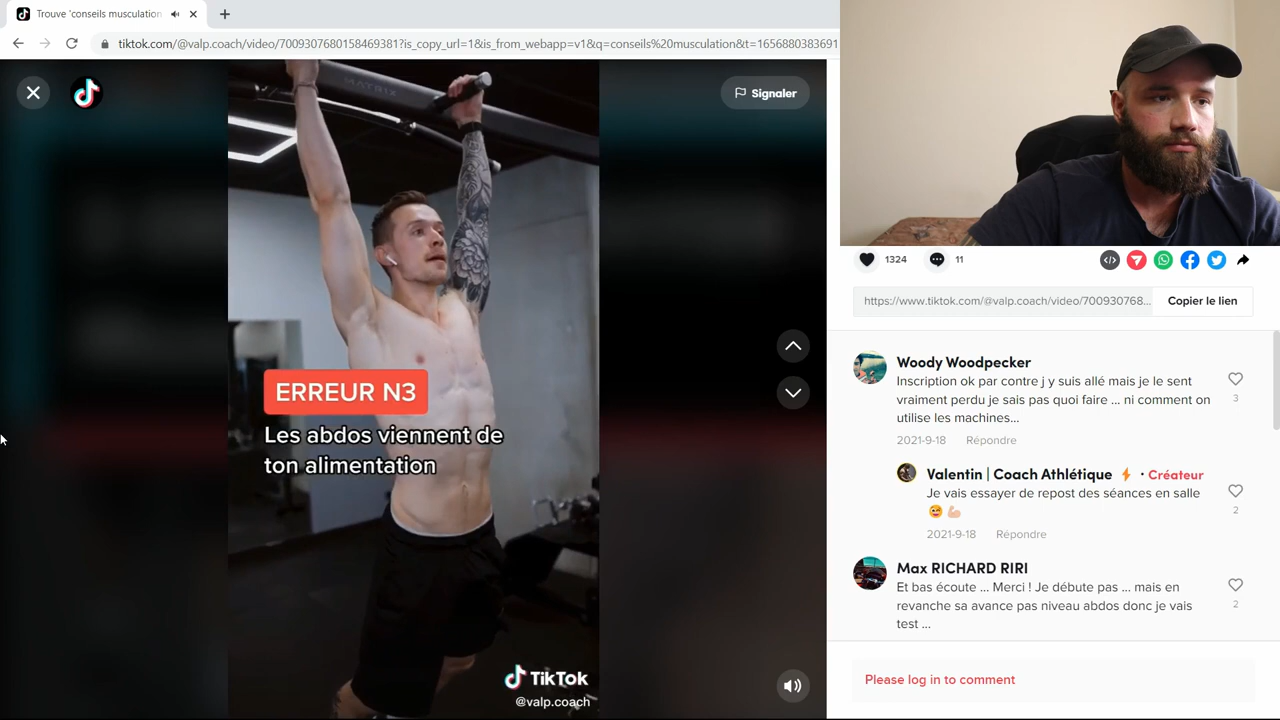 Trouve 'conseils musculation
tiktok.com/@valp.coach/video/7009307680158469381?is_copy_url=1&is_from_webapp=v1&q=conseils%20musculation&t=1656880383691
Signaler
MATRIX
ERREUR N3
Les abdos viennent de
ton alimentation
TikTok
@valp.coach
1324
11
https://www.tiktok.com/@valp.coach/video/700930768...
Copier le lien
Woody Woodpecker
Inscription ok par contre j y suis allé mais je le sent
vraiment perdu je sais pas quoi faire ... ni comment on
utilise les machines...
3
2021-9-18 Répondre
Valentin | Coach Athlétique ⚡ · Créateur
Je vais essayer de repost des séances en salle
😜 💪🏻
2
2021-9-18 Répondre
Max RICHARD RIRI
Et bas écoute ... Merci ! Je débute pas ... mais en
revanche sa avance pas niveau abdos donc je vais
test ...
2
Please log in to comment